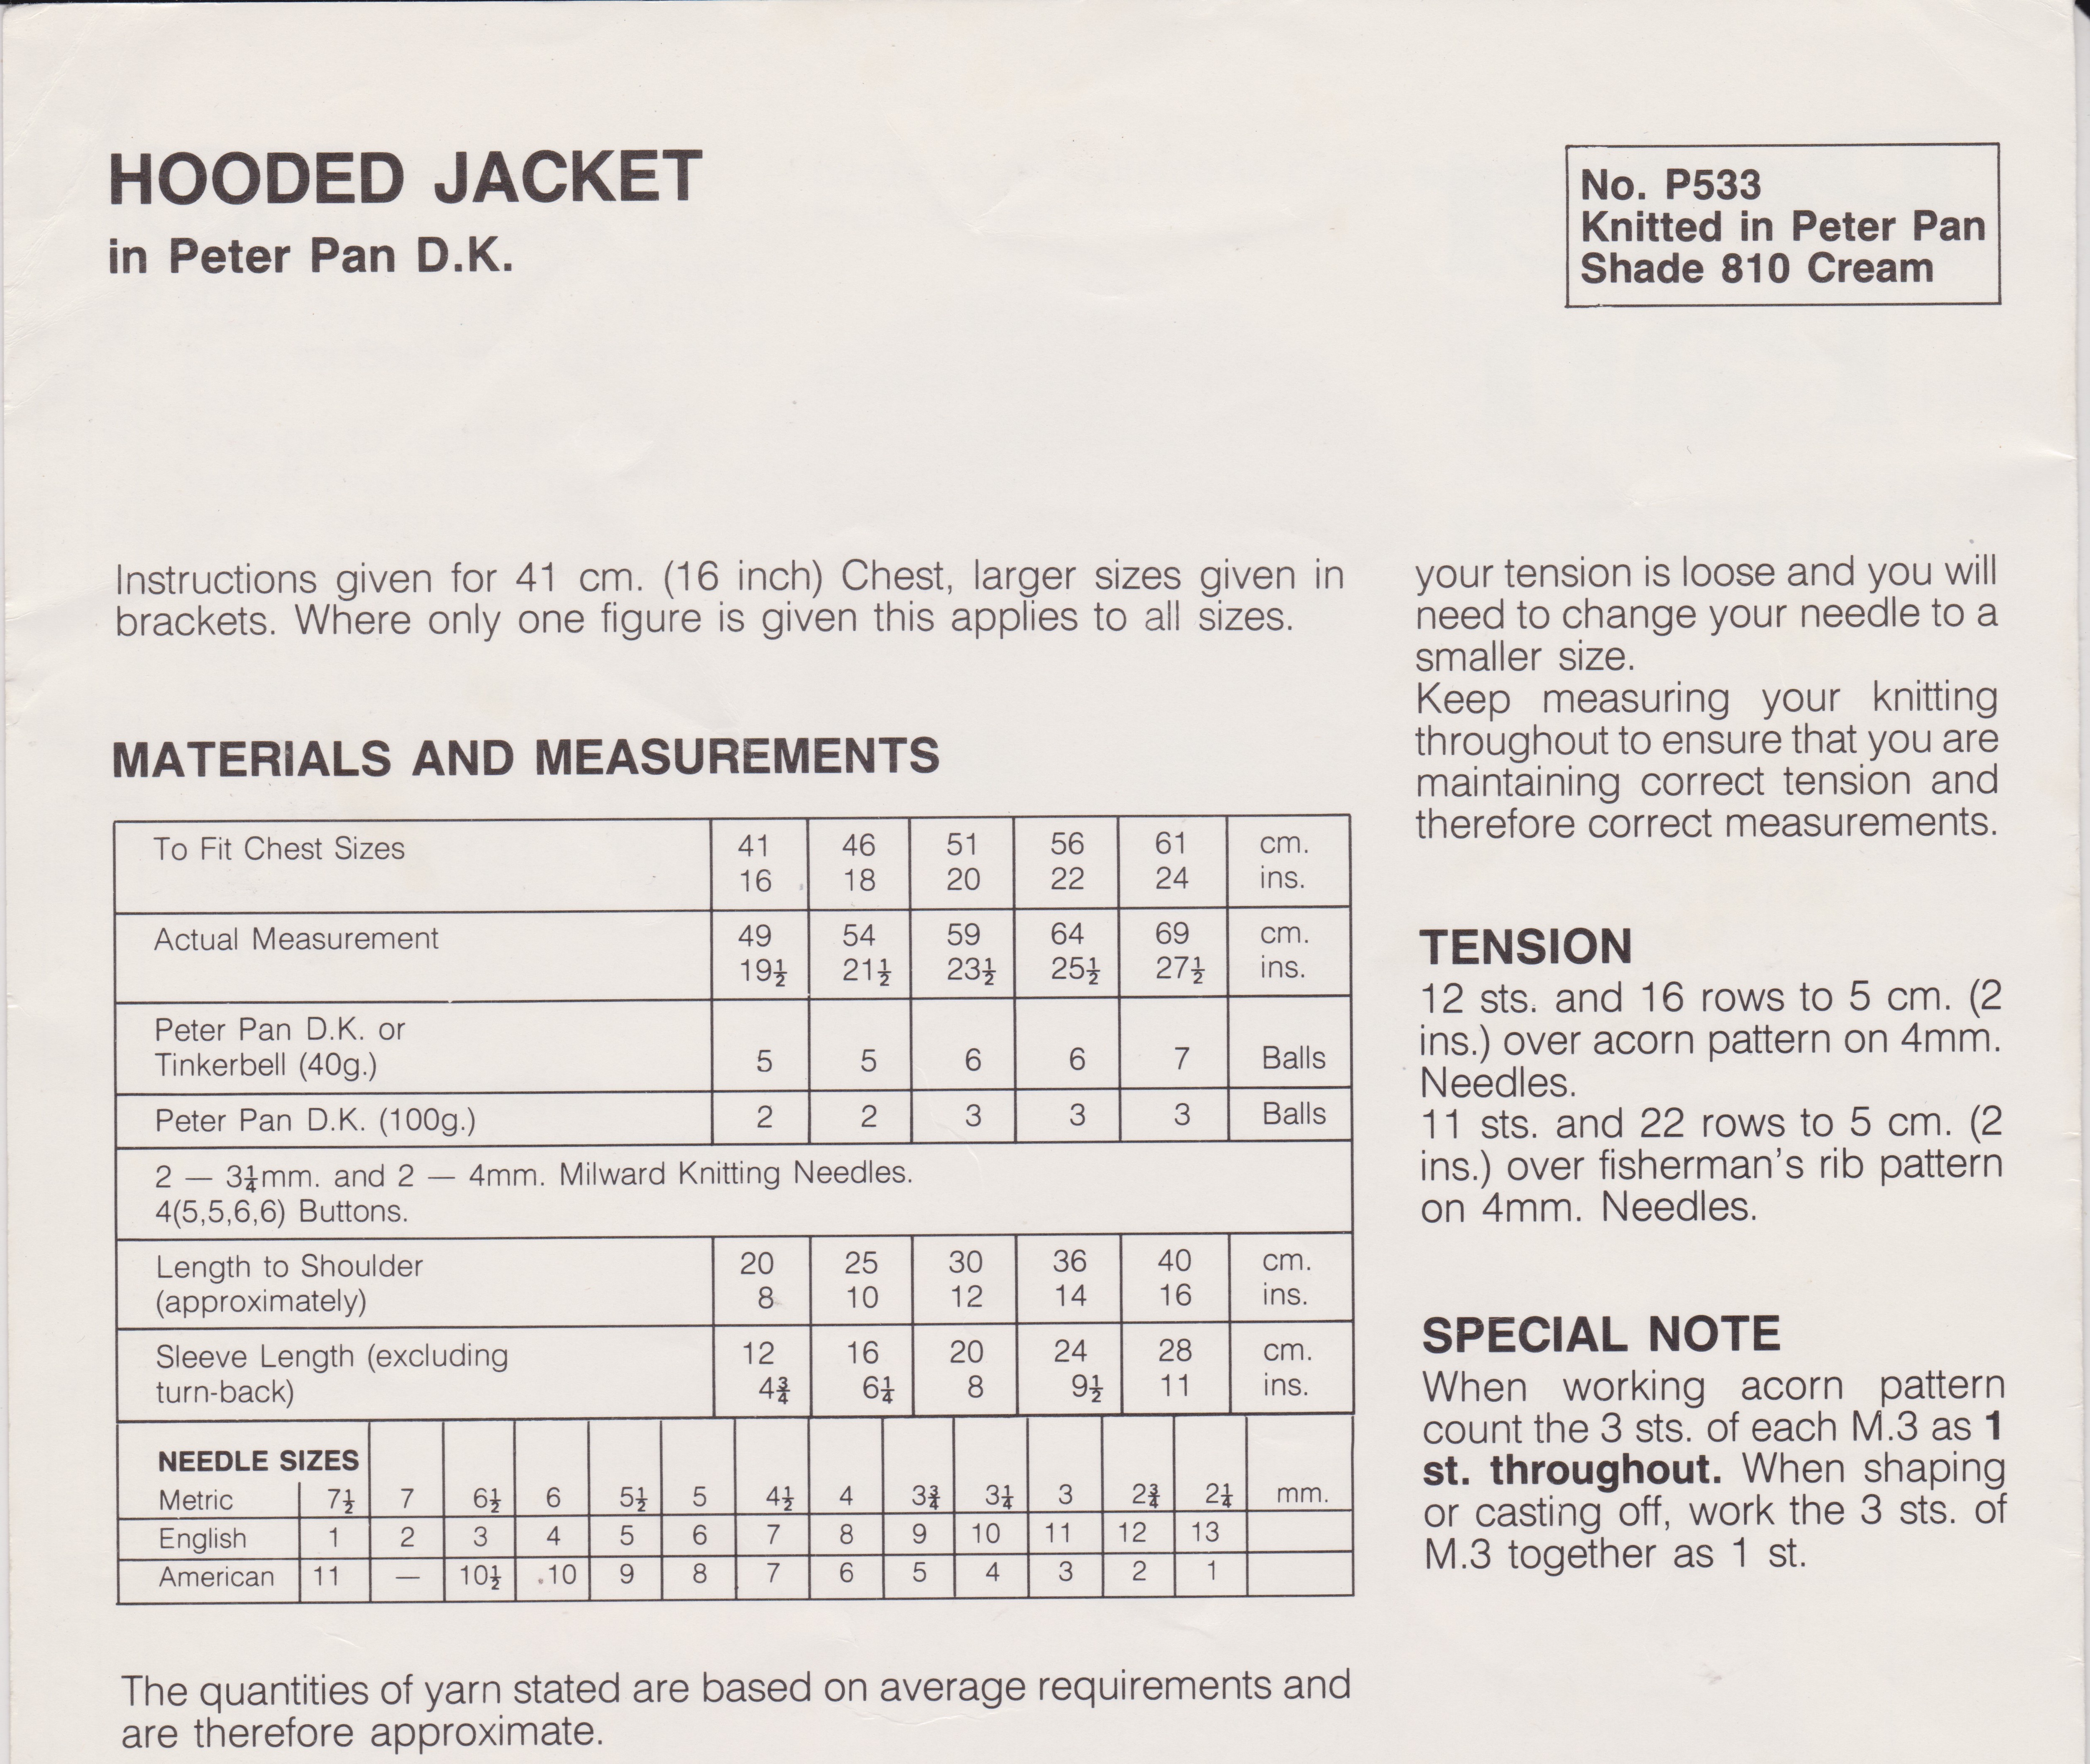 HOODED JACKET
in Peter Pan D.K.
No. P533
Knitted in Peter Pan
Shade 810 Cream
Instructions given for 41 cm. (16 inch) Chest, larger sizes given in
brackets. Where only one figure is given this applies to all sizes.
MATERIALS AND MEASUREMENTS
To Fit Chest Sizes 41 46 51 56 61 cm.
16 18 20 22 24 ins.
Actual Measurement 49 54 59 64 69 cm.
19½ 21½ 23½ 25½ 27½ ins.
Peter Pan D.K. or
Tinkerbell (40g.) 5 5 6 6 7 Balls
Peter Pan D.K. (100g.) 2 2 3 3 3 Balls
2 — 3¼mm. and 2 — 4mm. Milward Knitting Needles.
4(5,5,6,6) Buttons.
Length to Shoulder 20 25 30 36 40 cm.
(approximately) 8 10 12 14 16 ins.
Sleeve Length (excluding 12 16 20 24 28 cm.
turn-back) 4¾ 6¼ 8 9½ 11 ins.
NEEDLE SIZES
Metric 7½ 7 6½ 6 5½ 5 4½ 4 3¾ 3¼ 3 2¾ 2¼ mm.
English 1 2 3 4 5 6 7 8 9 10 11 12 13
American 11 — 10½ 10 9 8 7 6 5 4 3 2 1
The quantities of yarn stated are based on average requirements and
are therefore approximate.
your tension is loose and you will
need to change your needle to a
smaller size.
Keep measuring your knitting
throughout to ensure that you are
maintaining correct tension and
therefore correct measurements.
TENSION
12 sts. and 16 rows to 5 cm. (2
ins.) over acorn pattern on 4mm.
Needles.
11 sts. and 22 rows to 5 cm. (2
ins.) over fisherman's rib pattern
on 4mm. Needles.
SPECIAL NOTE
When working acorn pattern
count the 3 sts. of each M.3 as 1
st. throughout. When shaping
or casting off, work the 3 sts. of
M.3 together as 1 st.